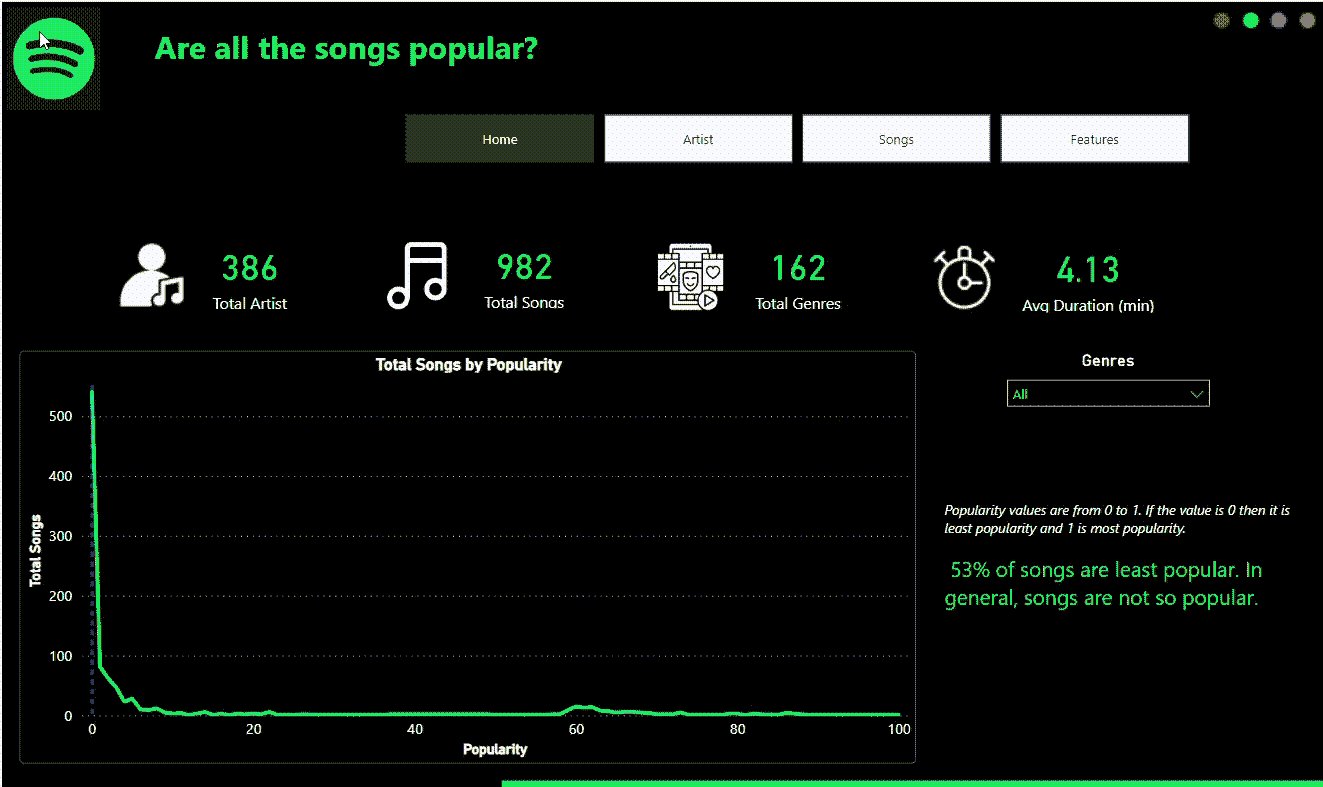 Are all the songs popular?
Home
Artist
Songs
Features
386
Total Artist
982
Total Songs
162
Total Genres
4.13
Avg Duration (min)
Total Songs by Popularity
Total Songs
500
400
300
200
100
0
0
20
40
60
80
100
Popularity
Genres
All
Popularity values are from 0 to 1. If the value is 0 then it is
least popularity and 1 is most popularity.
53% of songs are least popular. In
general, songs are not so popular.